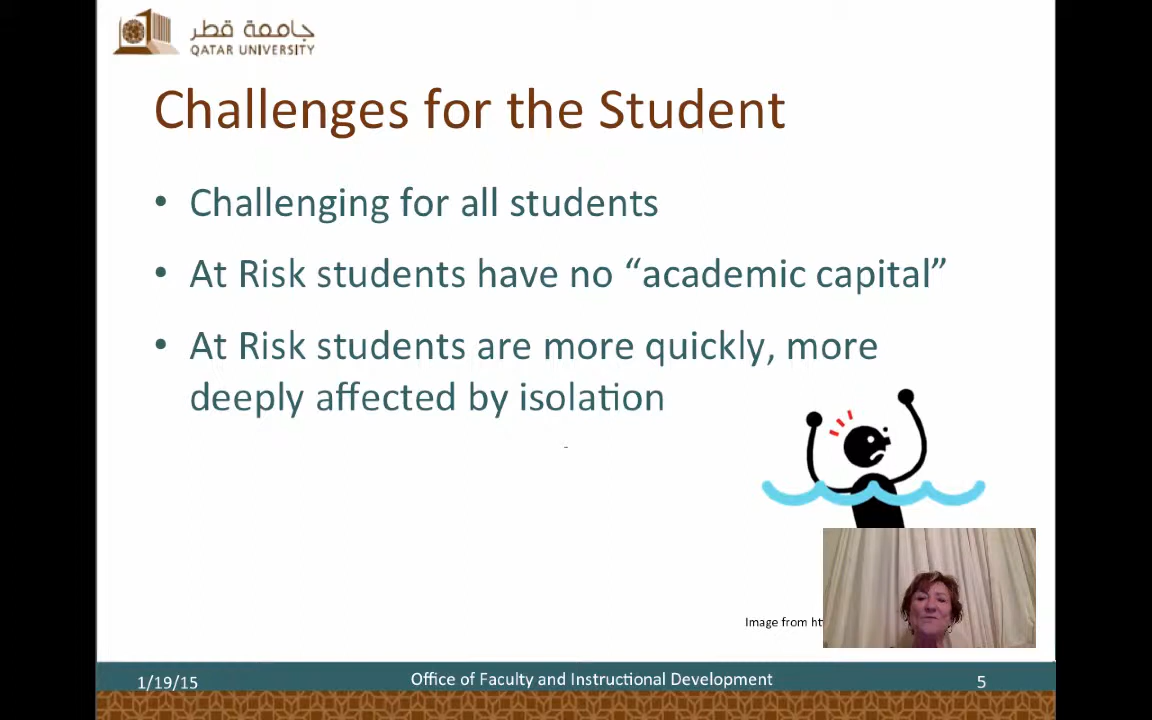 جامعة قطر
QATAR UNIVERSITY
Challenges for the Student
• Challenging for all students
• At Risk students have no “academic capital”
• At Risk students are more quickly, more
deeply affected by isolation
Image from
1/19/15
Office of Faculty and Instructional Development
5